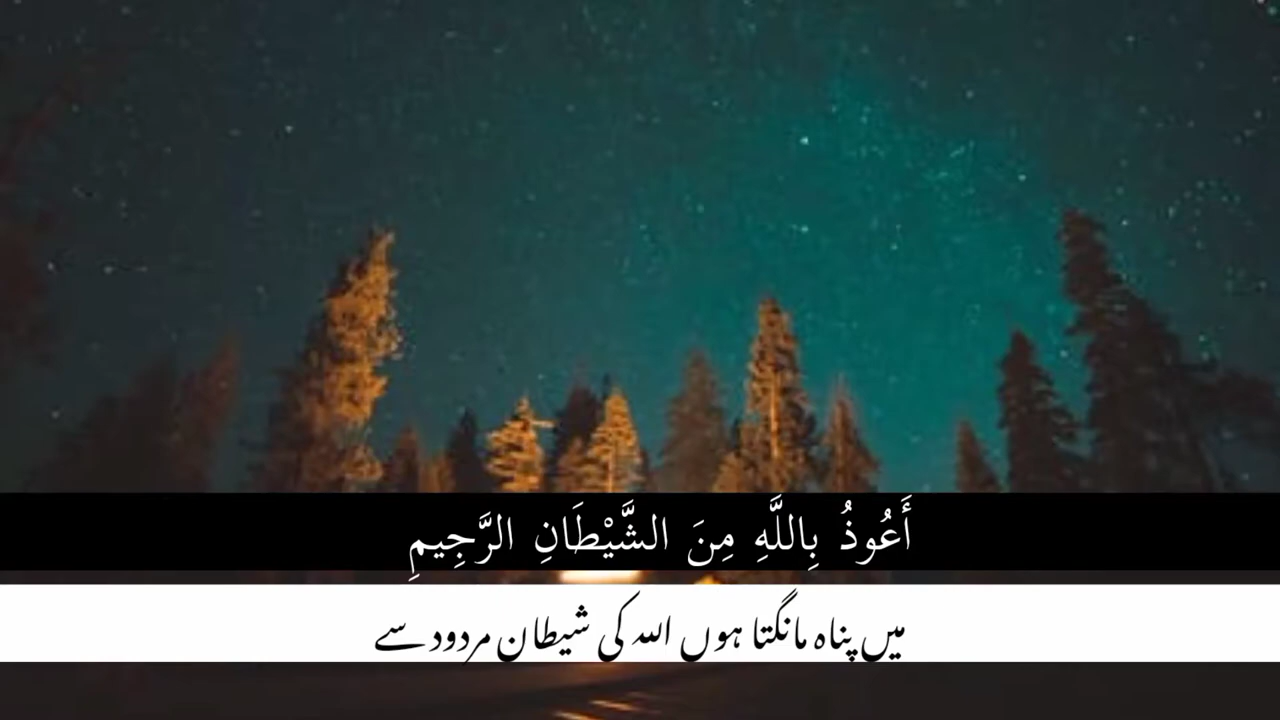 أَعُوذُ بِاللَّهِ مِنَ الشَّيْطَانِ الرَّجِيمِ
میں پناہ مانگتا ہوں اللہ کی شیطان مردود سے